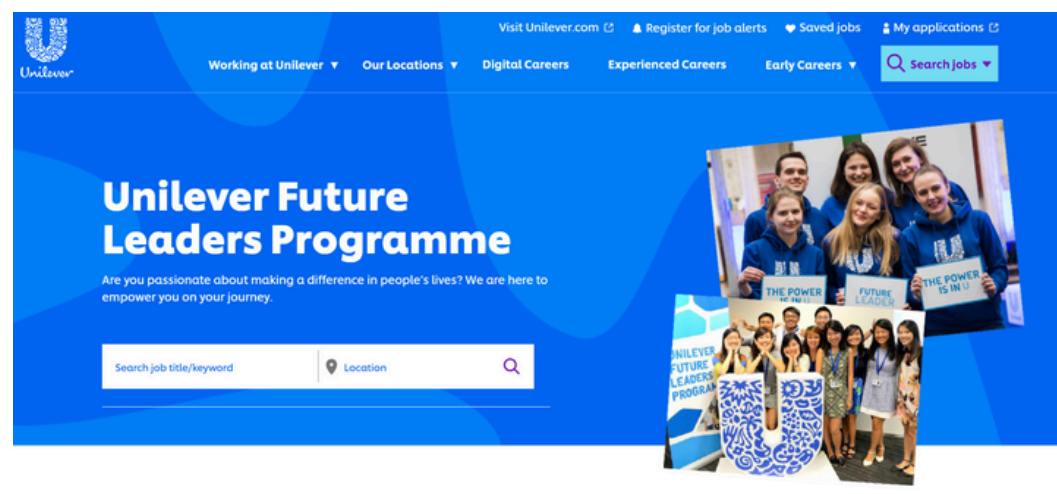 Visit Unilever.com
Register for job alerts
Saved jobs
My applications
Unilever
Working at Unilever
Our Locations
Digital Careers
Experienced Careers
Early Careers
Search jobs
Unilever Future
Leaders Programme
Are you passionate about making a difference in people's lives? We are here to
empower you on your journey.
Search job title/keyword
Location
THE POWER
IS IN U
FUTURE
LEADER
THE POWER
IS IN U
UNILEVER
FUTURE
LEADERS
PROGRAM